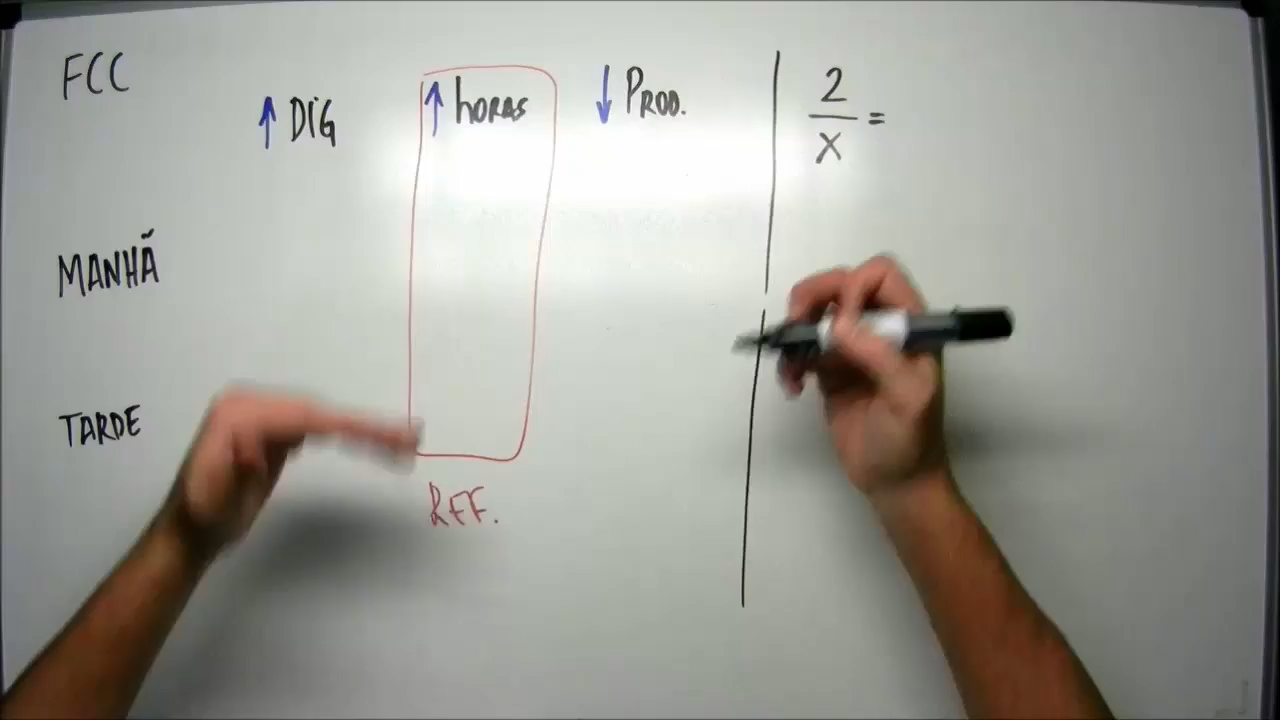 FCC
↑ DIG ↑ horas ↓ Prod.
2
X
=
MANHÃ
TARDE
REF.